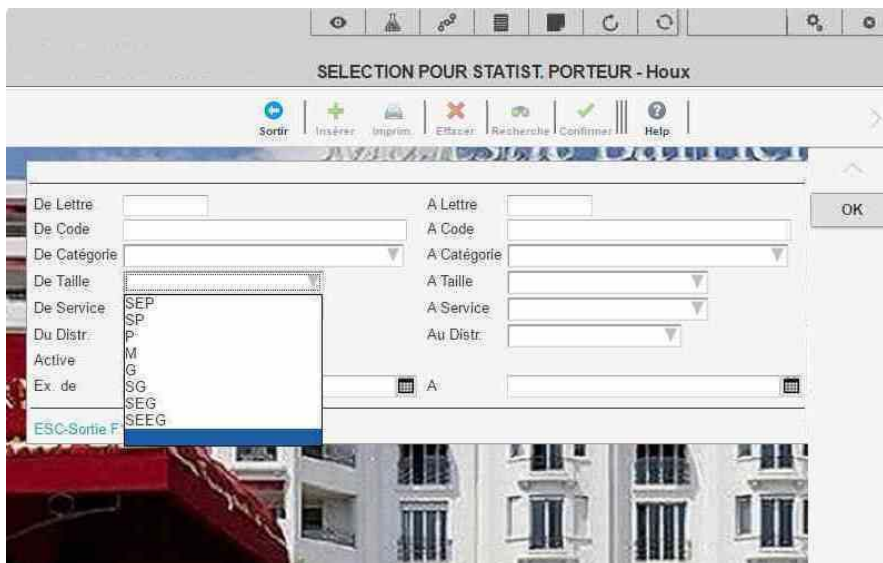 SELECTION POUR STATIST. PORTEUR - Houx
Sortir Insérer Imprim. Effacer Recherche Confirmer Help
De Lettre A Lettre
OK
De Code A Code
De Catégorie A Catégorie
De Taille A Taille
SEP
De Service A Service
SP
Du Distr. Au Distr.
P
M
Active
G
SG
Ex. de A
SEG
SEEG
ESC-Sortie F